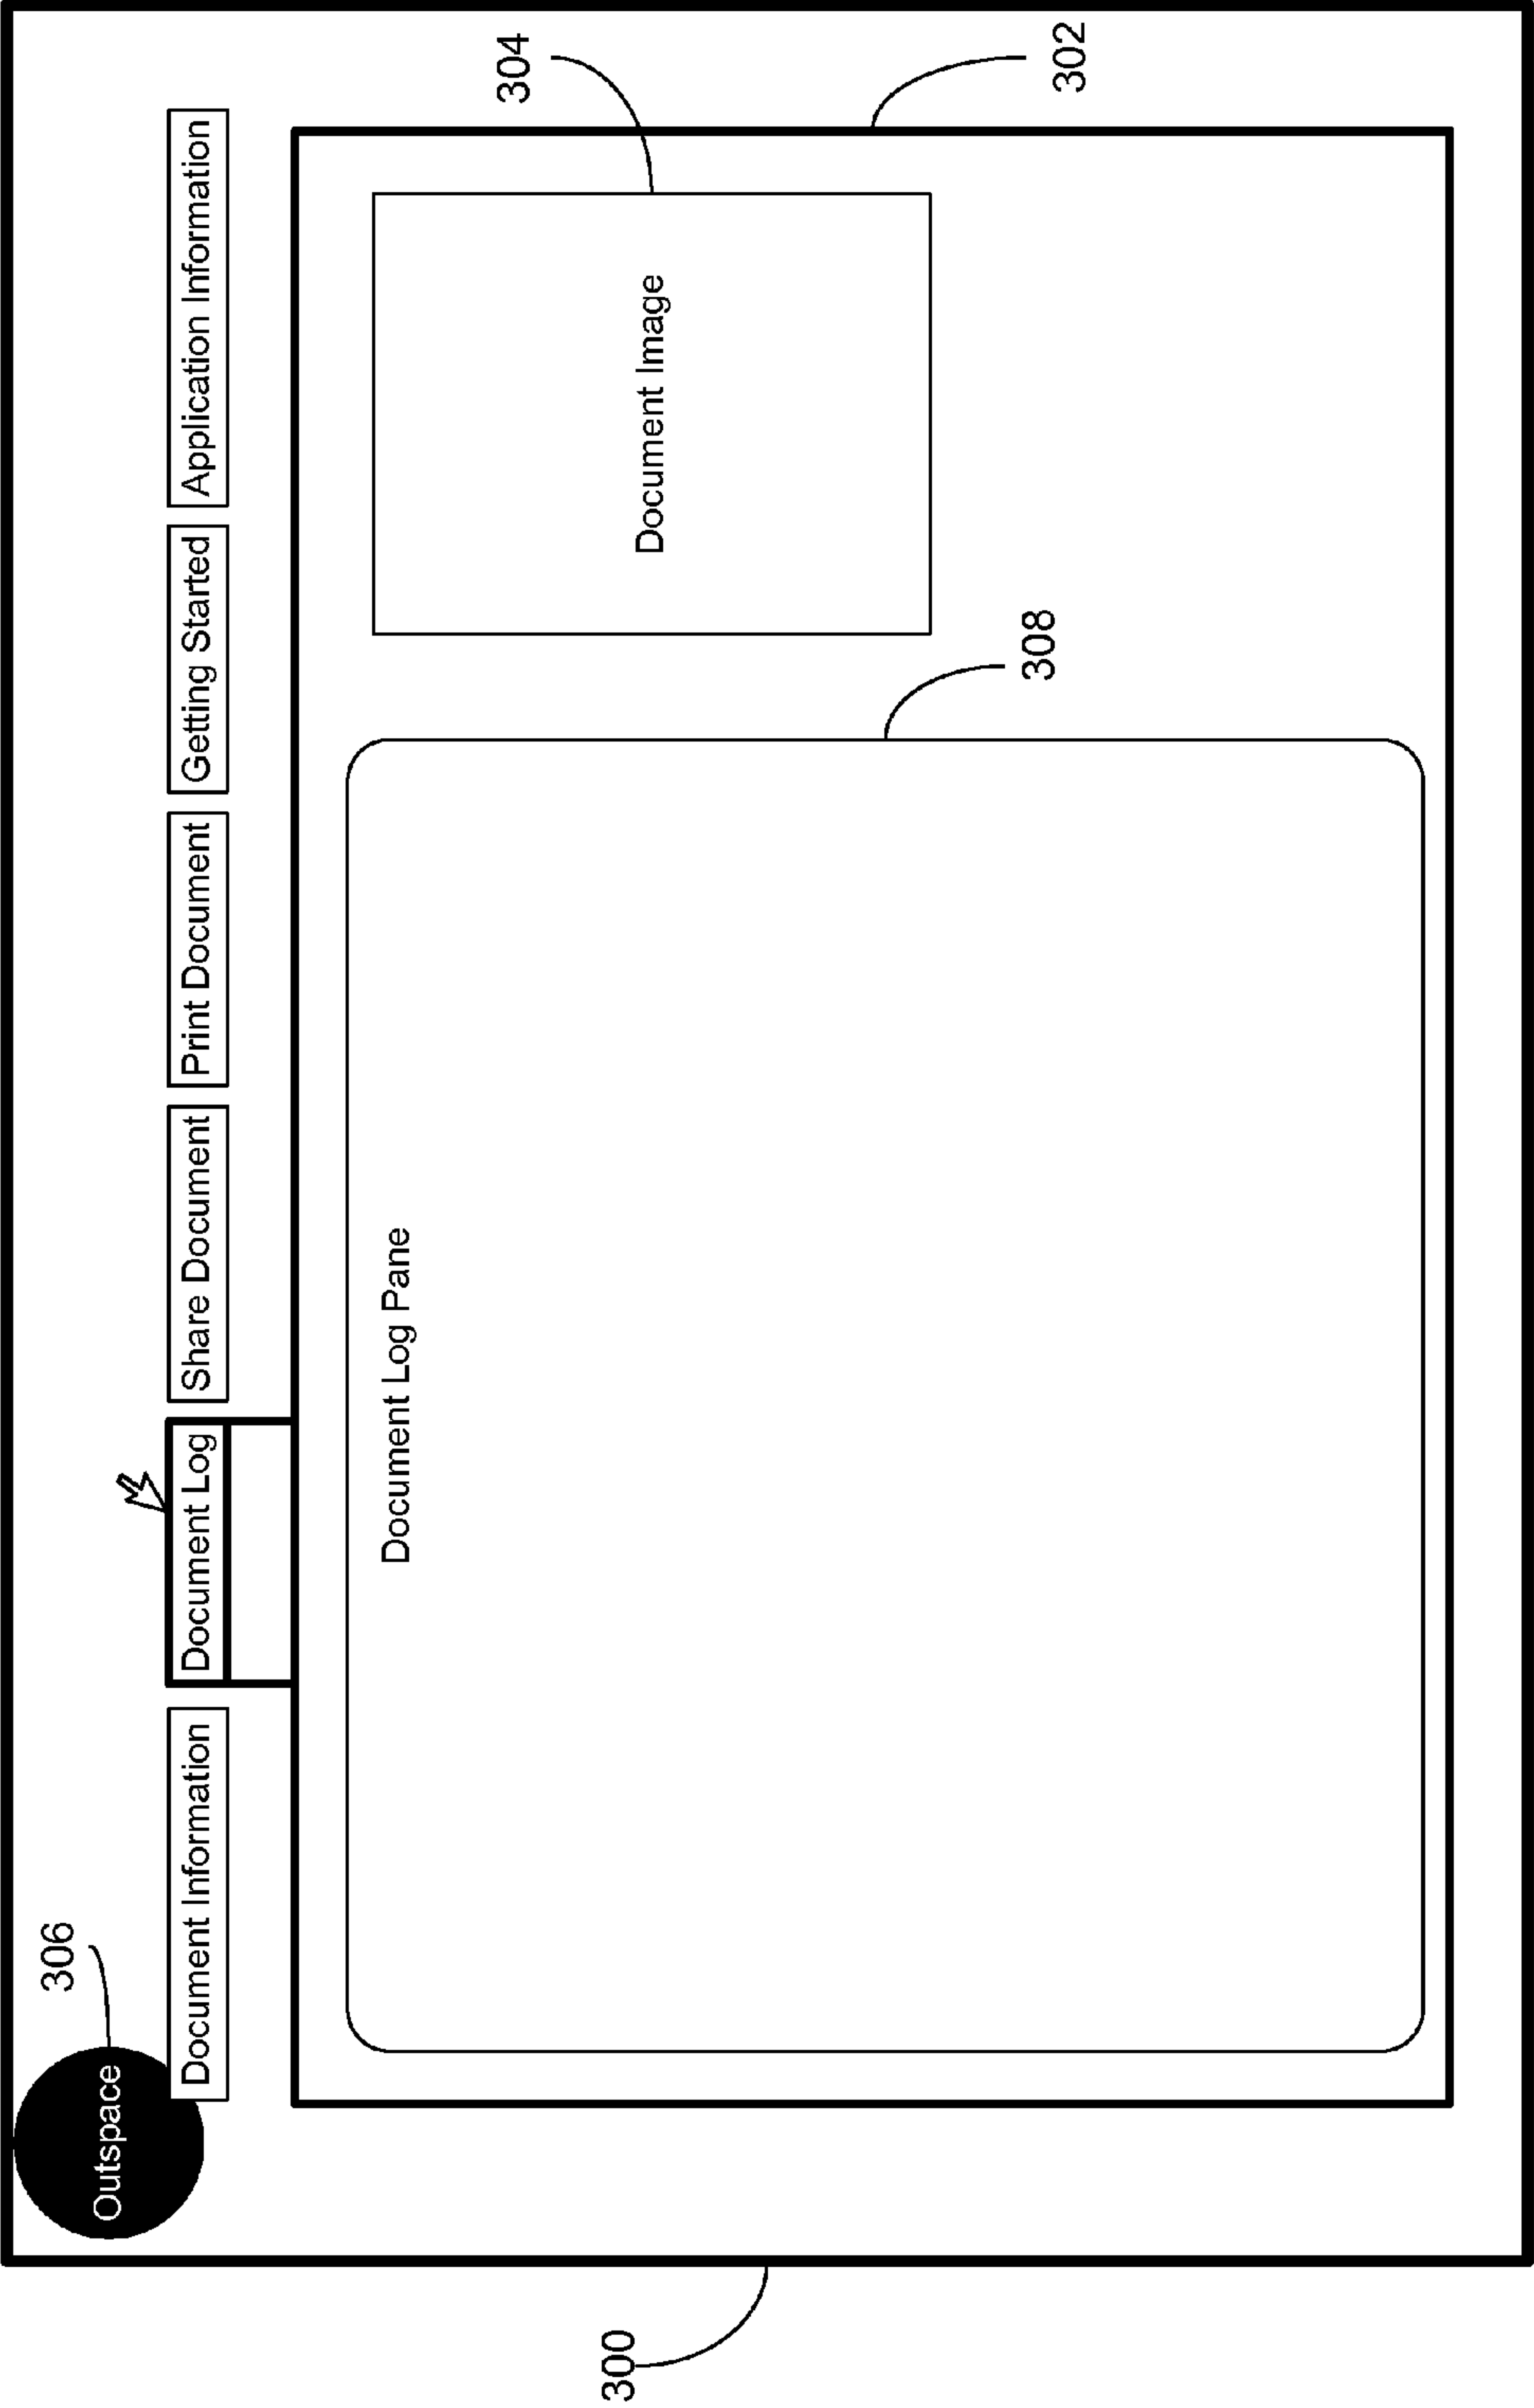 306
Outspace
Document Information
Document Log
Share Document
Print Document
Getting Started
Application Information
Document Log Pane
304
Document Image
308
302
300